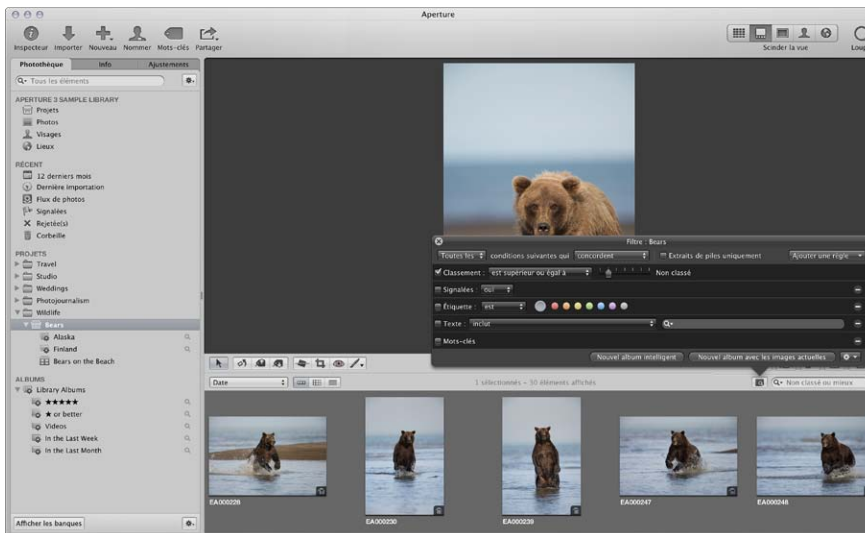 Aperture
Inspecteur Importer Nouveau Nommer Mots-clés Partager
Scinder la vue
Photothèque Info Ajustements
Tous les éléments
APERTURE 3 SAMPLE LIBRARY
Projets
Photos
Visages
Lieux
RÉCENT
12 derniers mois
Dernière importation
Flux de photos
Signalées
Rejetée(s)
Corbeille
PROJETS
Travel
Studio
Weddings
Photojournalism
Wildlife
Bears
Alaska
Finland
Bears on the Beach
ALBUMS
Library Albums
★★★★★
★ or better
Videos
In the Last Week
In the Last Month
Afficher les banques
Filtre : Bears
Toutes les conditions suivantes qui concordent Extraits de piles uniquement Ajouter une règle
Classement : est supérieur ou égal à Non classé
Signalées : oui
Étiquette : est
Texte : inclut
Mots-clés
Nouvel album intelligent Nouvel album avec les images actuelles
Date 1 sélectionnés - 50 éléments affichés Non classé ou mieux
EA000228
EA000230
EA000239
EA000247
EA000248